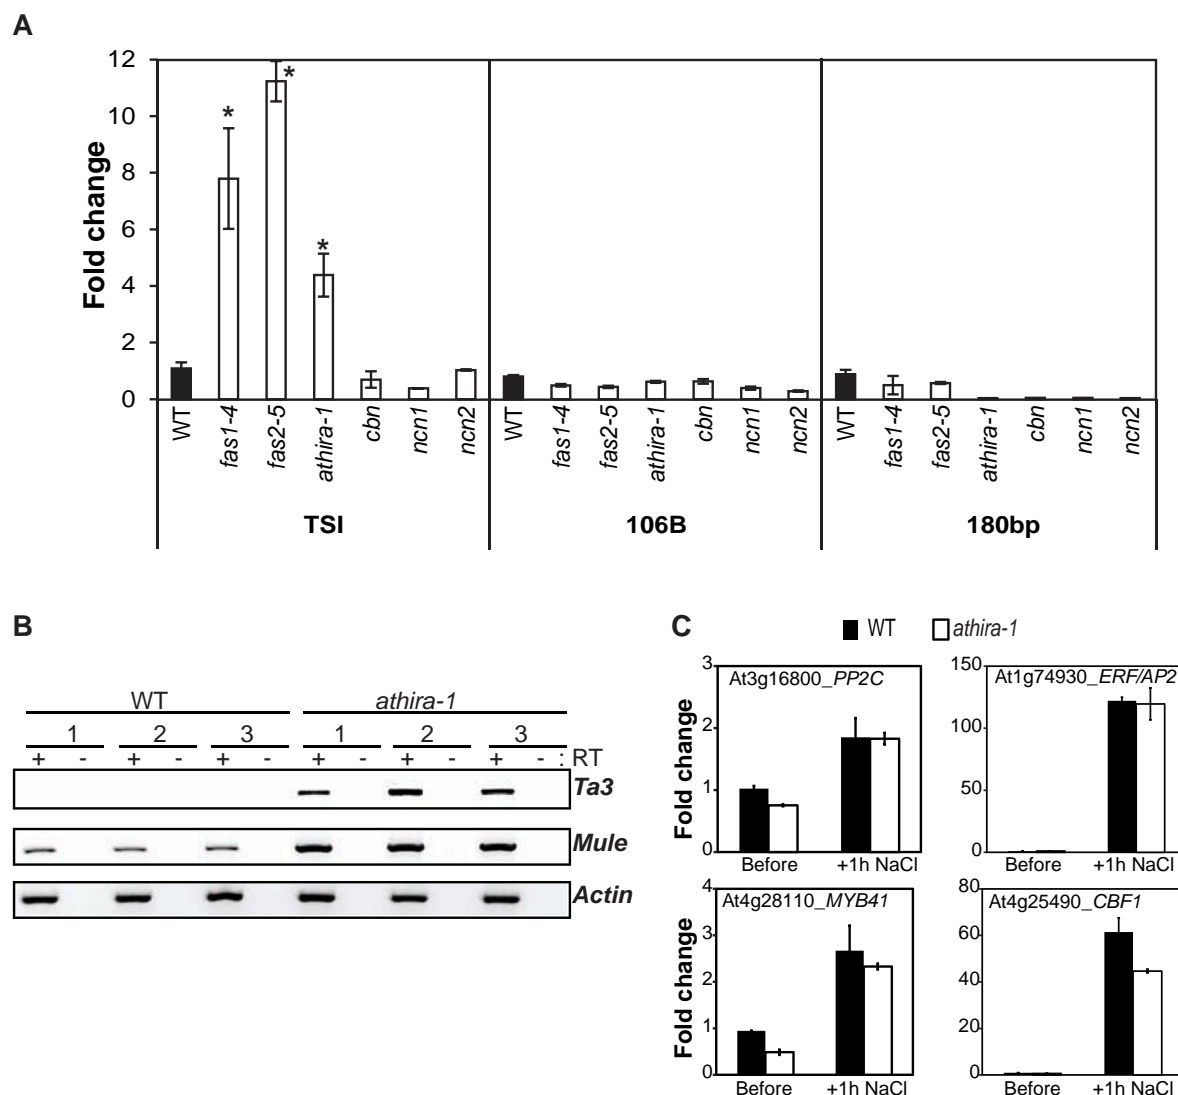 A
Fold change
12
10
8
6
4
2
0
* * *
WT fas1-4 fas2-5 athira-1 cbn ncn1 ncn2 WT fas1-4 fas2-5 athira-1 cbn ncn1 ncn2 WT fas1-4 fas2-5 athira-1 cbn ncn1 ncn2
TSI 106B 180bp
B
WT athira-1
1 2 3 1 2 3
+ - + - + - + - + - + - : RT
Ta3
Mule
Actin
C
WT athira-1
Fold change
3
2
1
0
At3g16800_PP2C
Before +1h NaCl
150
100
50
0
At1g74930_ERF/AP2
Before +1h NaCl
Fold change
4
3
2
1
0
At4g28110_MYB41
Before +1h NaCl
80
60
40
20
0
At4g25490_CBF1
Before +1h NaCl